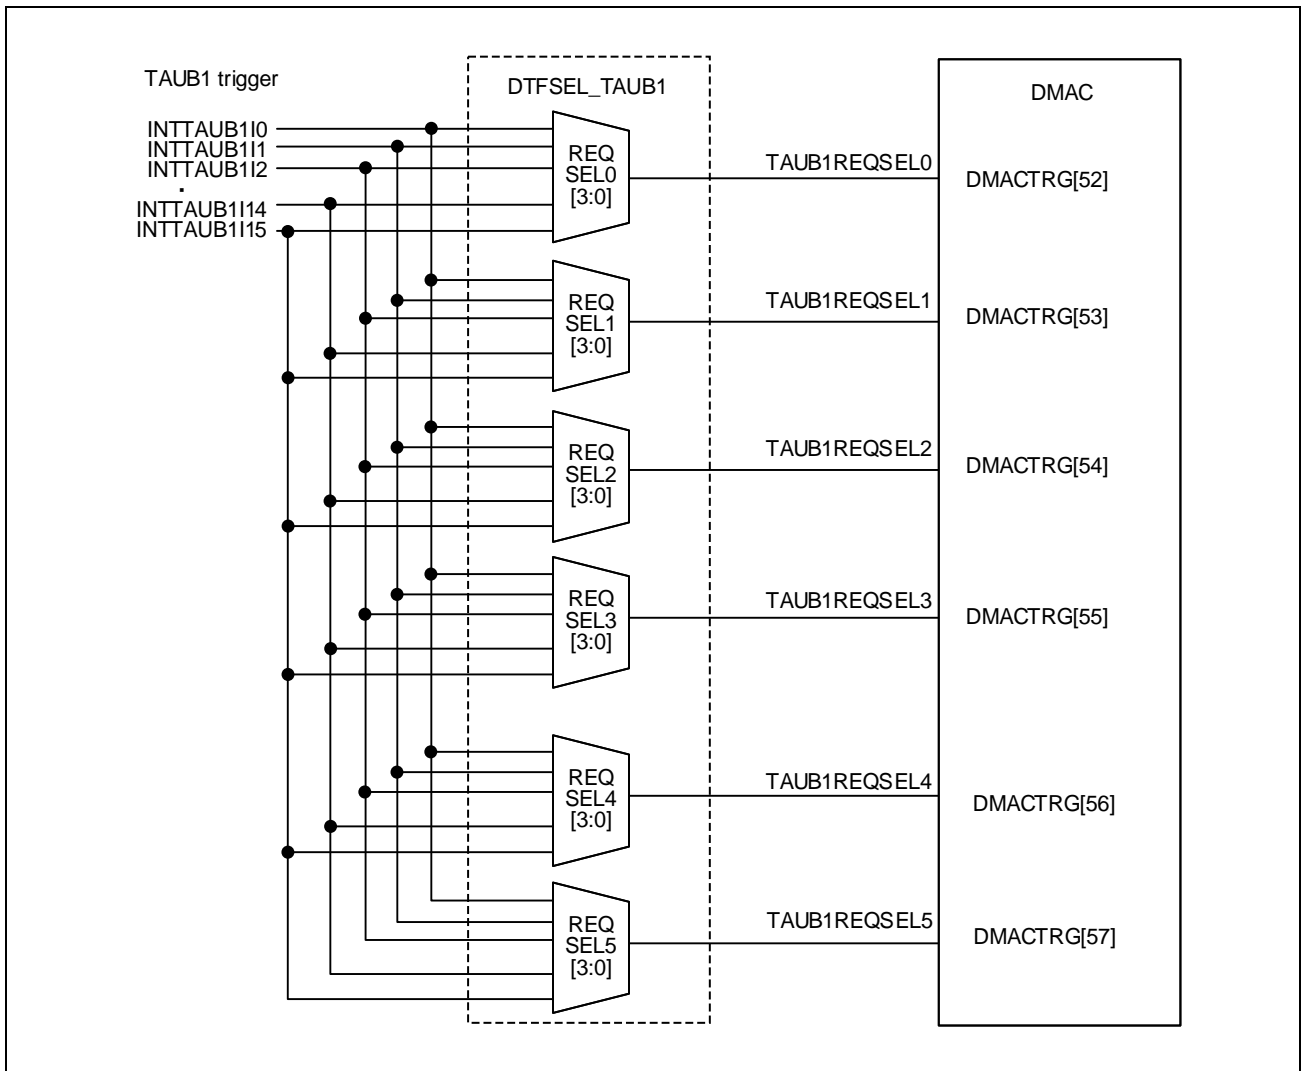 TAUB1 trigger
DTFSEL_TAUB1
DMAC
INTTAUB1I0
INTTAUB1I1
INTTAUB1I2
.
INTTAUB1I14
INTTAUB1I15
REQ
SEL0
[3:0]
TAUB1REQSEL0
DMACTRG[52]
REQ
SEL1
[3:0]
TAUB1REQSEL1
DMACTRG[53]
REQ
SEL2
[3:0]
TAUB1REQSEL2
DMACTRG[54]
REQ
SEL3
[3:0]
TAUB1REQSEL3
DMACTRG[55]
REQ
SEL4
[3:0]
TAUB1REQSEL4
DMACTRG[56]
REQ
SEL5
[3:0]
TAUB1REQSEL5
DMACTRG[57]